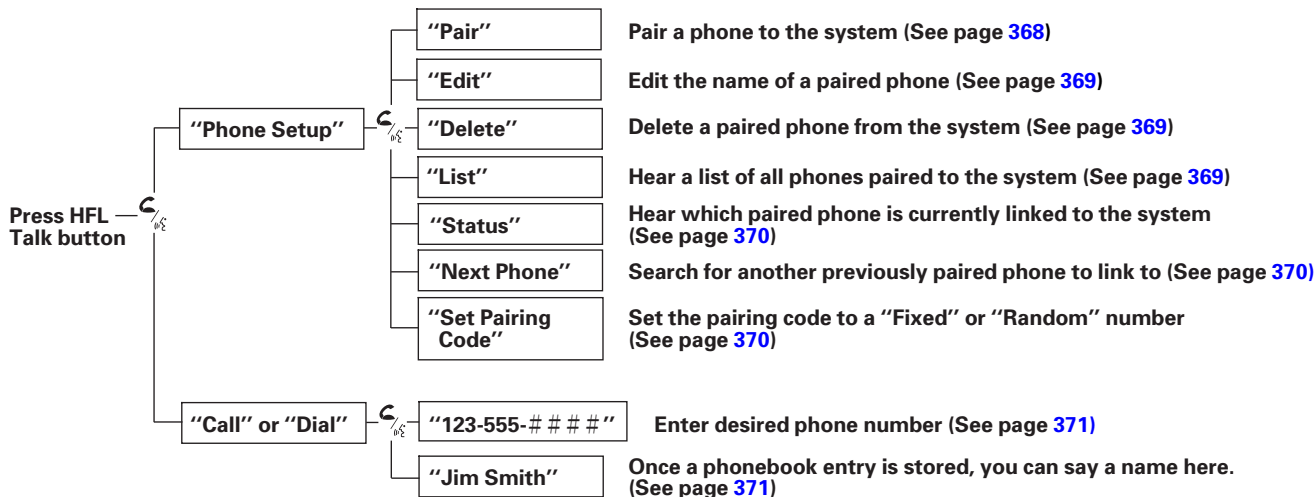 “Pair” Pair a phone to the system (See page 368)
“Edit” Edit the name of a paired phone (See page 369)
“Phone Setup” “Delete” Delete a paired phone from the system (See page 369)
“List” Hear a list of all phones paired to the system (See page 369)
Press HFL
Talk button
“Status” Hear which paired phone is currently linked to the system
(See page 370)
“Next Phone” Search for another previously paired phone to link to (See page 370)
“Set Pairing
Code”
Set the pairing code to a “Fixed” or “Random” number
(See page 370)
“Call” or “Dial” “123-555-####” Enter desired phone number (See page 371)
“Jim Smith” Once a phonebook entry is stored, you can say a name here.
(See page 371)